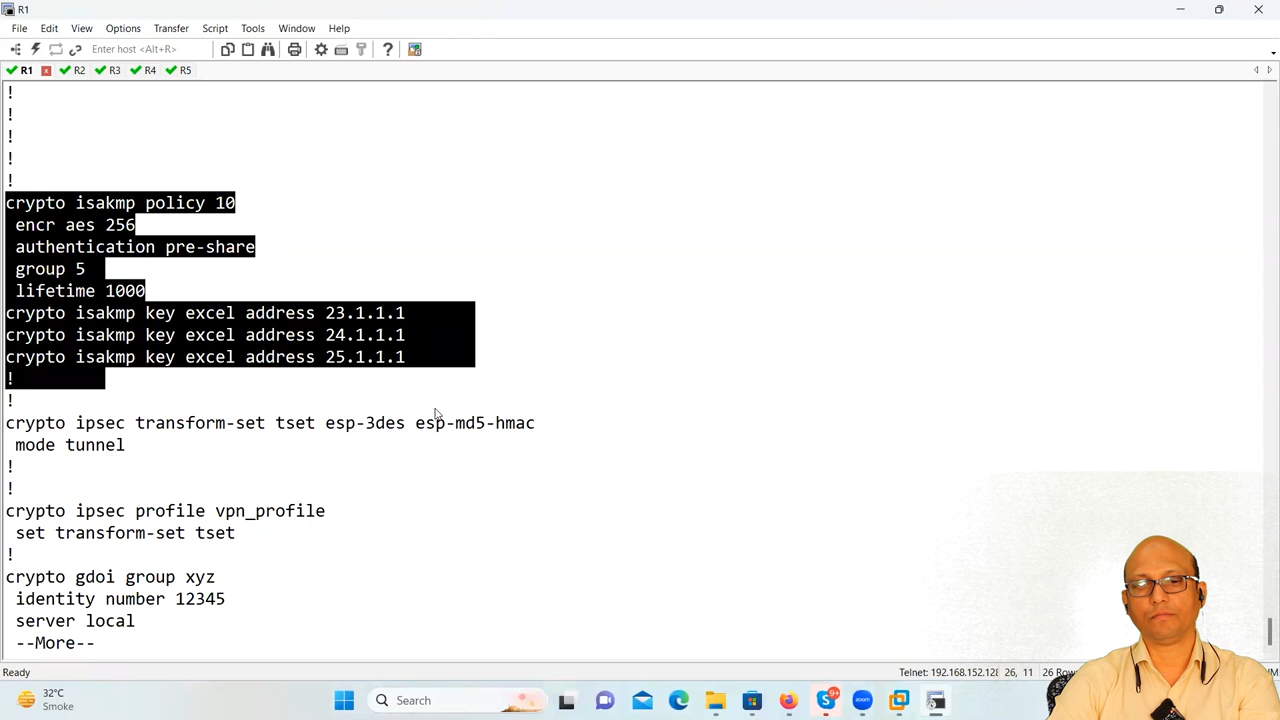 R1
File Edit View Options Transfer Script Tools Window Help
Enter host <Alt+R>
R1 R2 R3 R4 R5
!
!
!
!
!
crypto isakmp policy 10
encr aes 256
authentication pre-share
group 5
lifetime 1000
crypto isakmp key excel address 23.1.1.1
crypto isakmp key excel address 24.1.1.1
crypto isakmp key excel address 25.1.1.1
!
!
crypto ipsec transform-set tset esp-3des esp-md5-hmac
mode tunnel
!
!
crypto ipsec profile vpn_profile
set transform-set tset
!
crypto gdoi group xyz
identity number 12345
server local
--More--
Ready Telnet: 192.168.152.128 26, 11 26 Row
32°C
Smoke
Search
9+
zoom